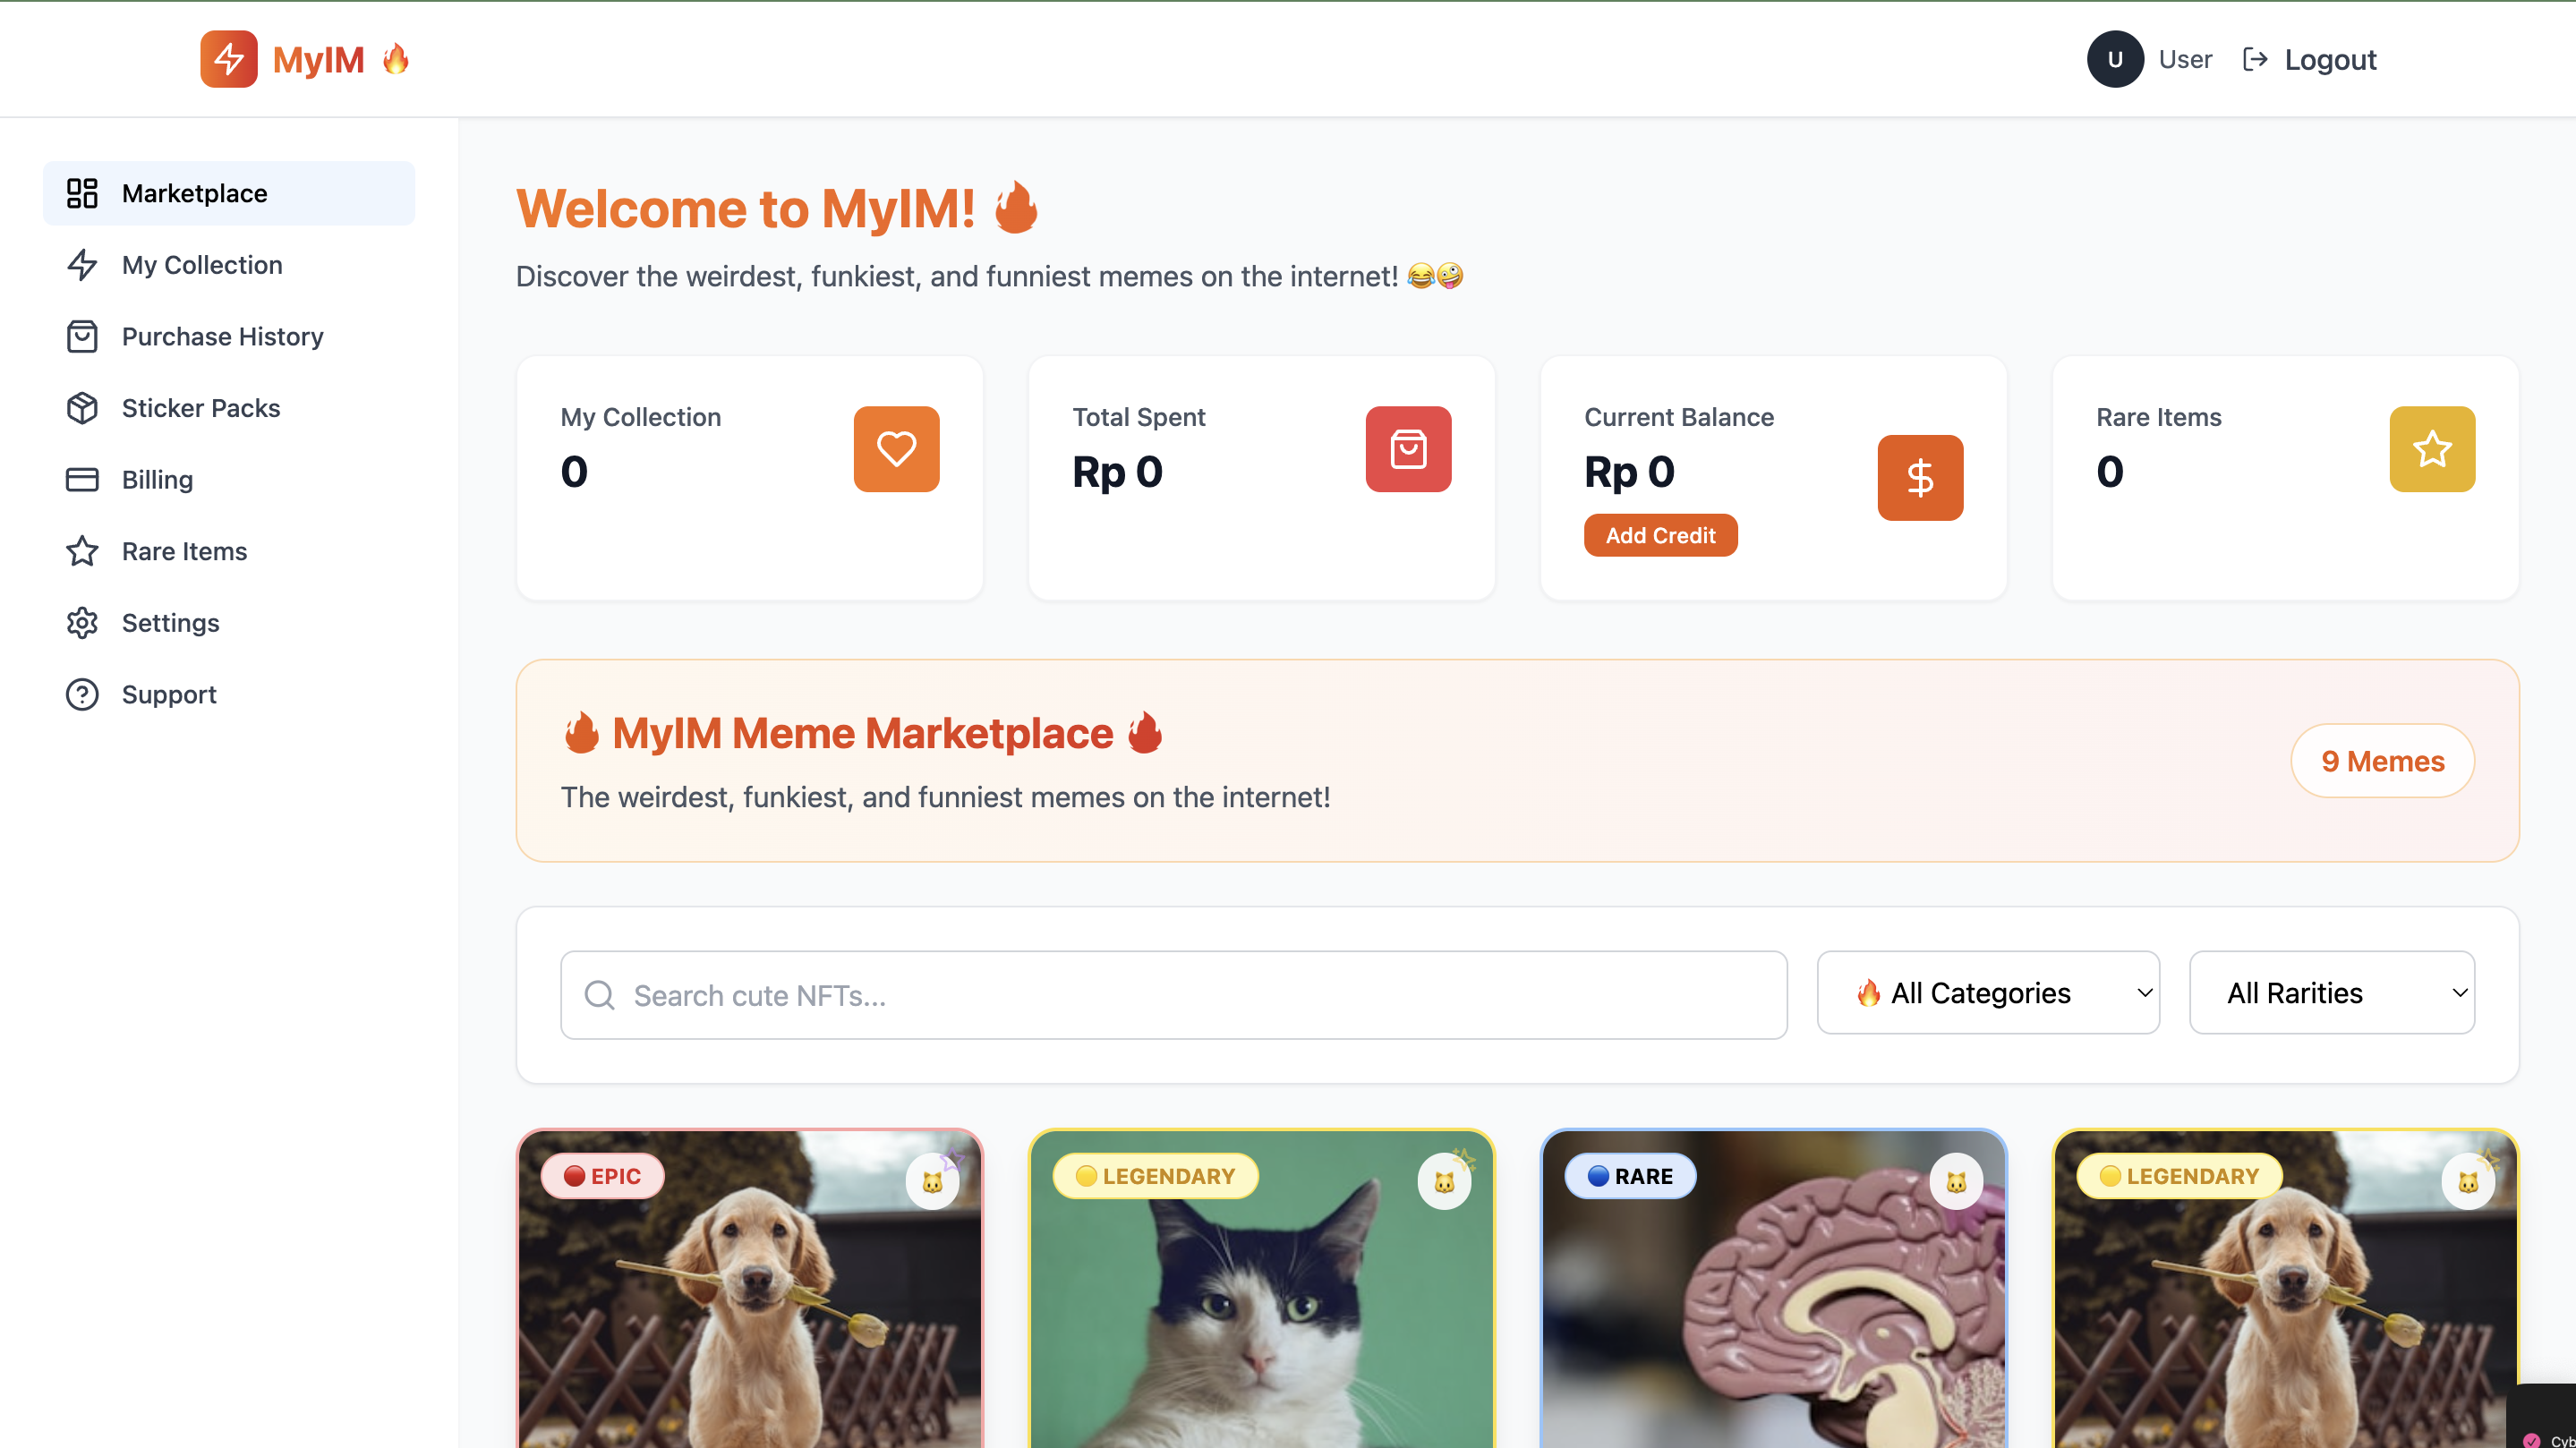 MyIM 🔥
U User Logout
Marketplace
My Collection
Purchase History
Sticker Packs
Billing
Rare Items
Settings
Support
Welcome to MyIM! 🔥
Discover the weirdest, funkiest, and funniest memes on the internet! 😂🤪
My Collection
0
Total Spent
Rp 0
Current Balance
Rp 0
Add Credit
Rare Items
0
🔥 MyIM Meme Marketplace 🔥
The weirdest, funkiest, and funniest memes on the internet!
9 Memes
Search cute NFTs...
🔥 All Categories
All Rarities
🔴 EPIC
🟡 LEGENDARY
🔵 RARE
🟡 LEGENDARY